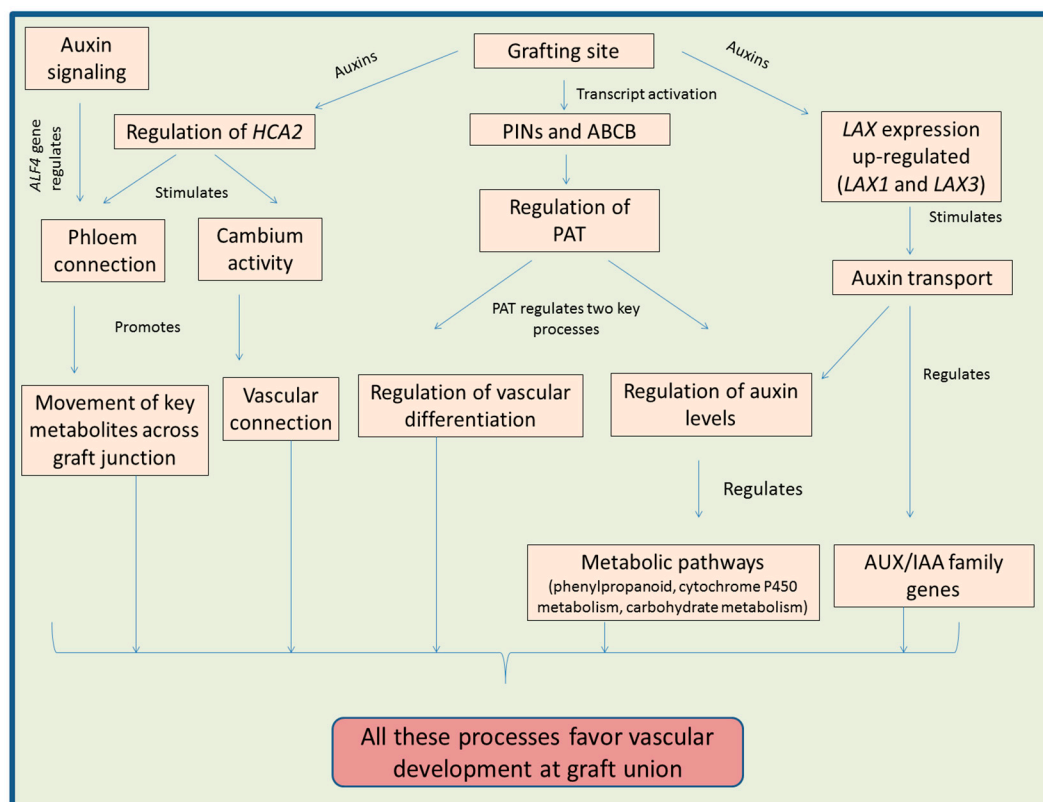 Auxin
signaling
Auxins
Grafting site
Auxins
ALF4 gene
regulates
Regulation of HCA2
Transcript activation
PINs and ABCB
LAX expression
up-regulated
(LAX1 and LAX3)
Stimulates
Stimulates
Phloem
connection
Cambium
activity
Regulation of
PAT
Auxin transport
Promotes
PAT regulates two key
processes
Regulates
Movement of key
metabolites across
graft junction
Vascular
connection
Regulation of vascular
differentiation
Regulation of auxin
levels
Regulates
Metabolic pathways
(phenylpropanoid, cytochrome P450
metabolism, carbohydrate metabolism)
AUX/IAA family
genes
All these processes favor vascular
development at graft union